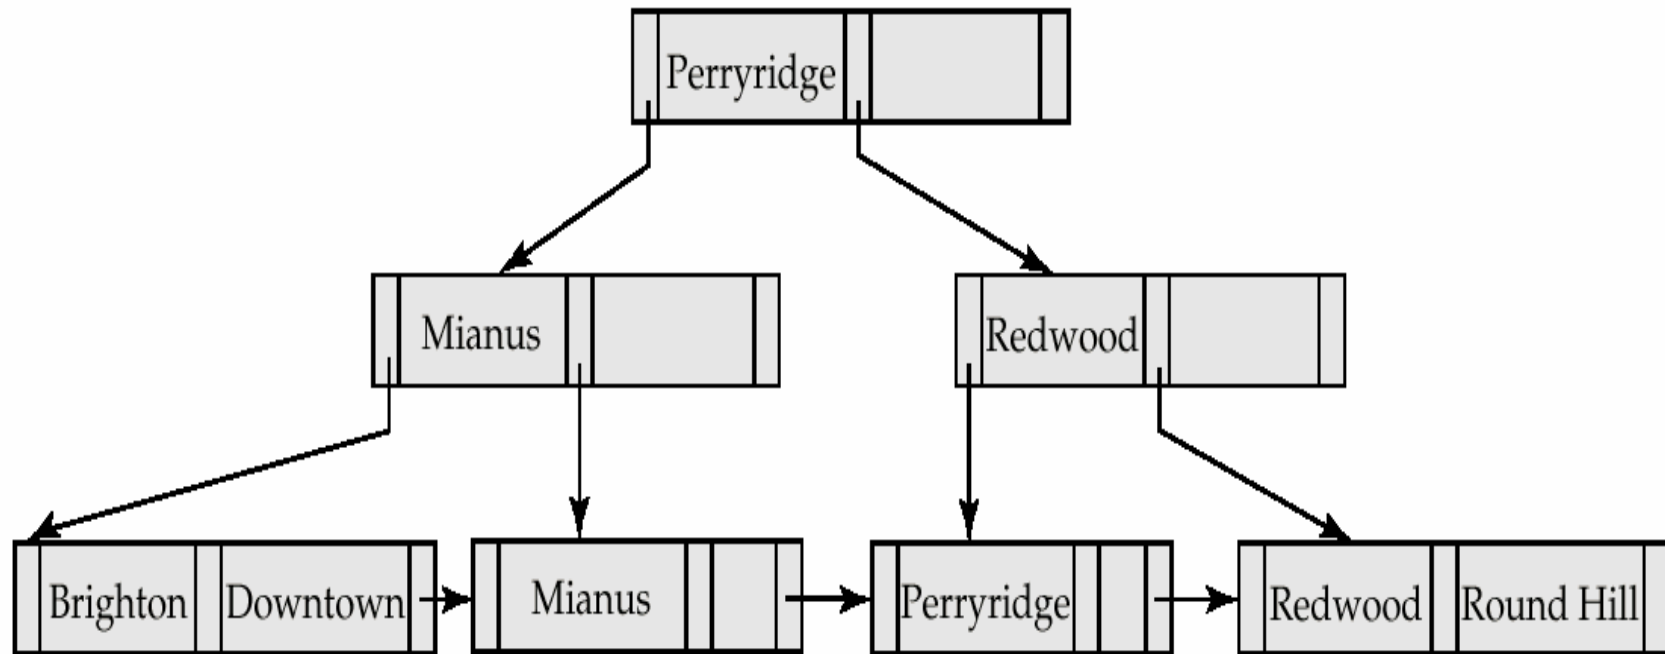 Perryridge
Mianus
Redwood
Brighton
Downtown
Mianus
Perryridge
Redwood
Round Hill